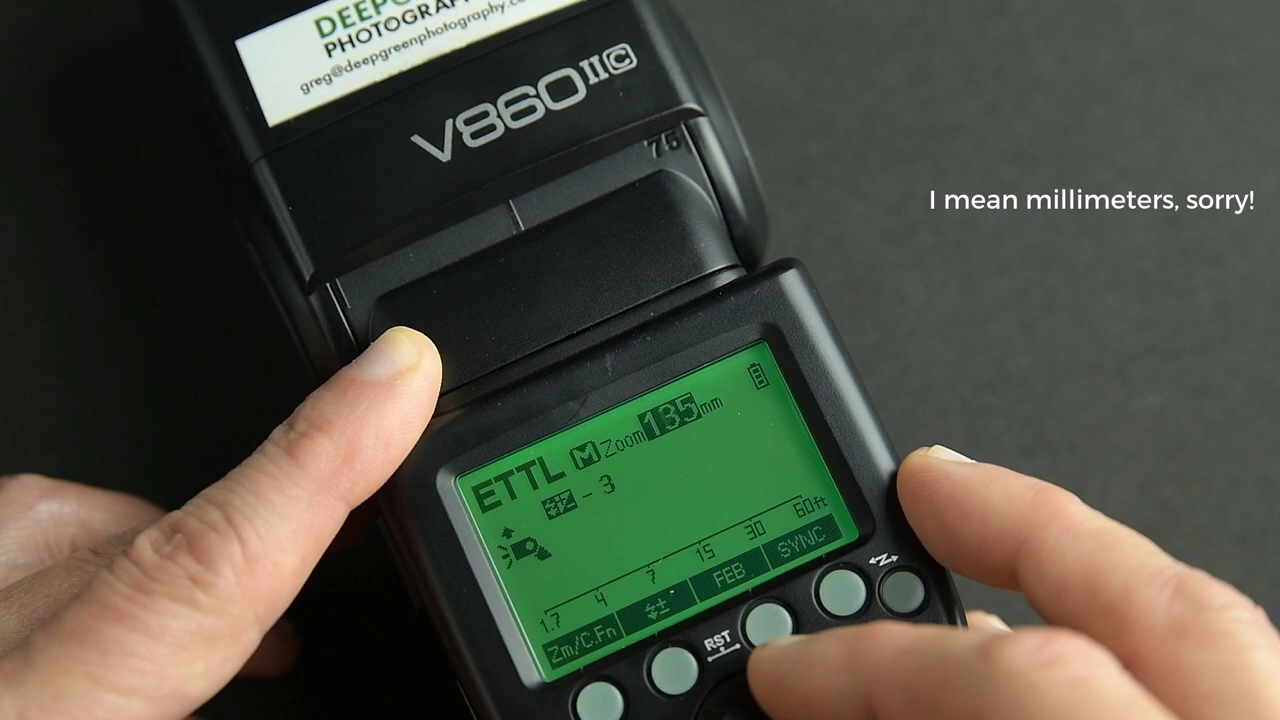 DEEPG
PHOTOGRAPH
greg@deepgreenphotography.co
V860IIC
75
I mean millimeters, sorry!
ETTL M Zoom 135mm
- 3
1.7 4 7 15 30 60ft
Zm/C.Fn FEB SYNC
RST